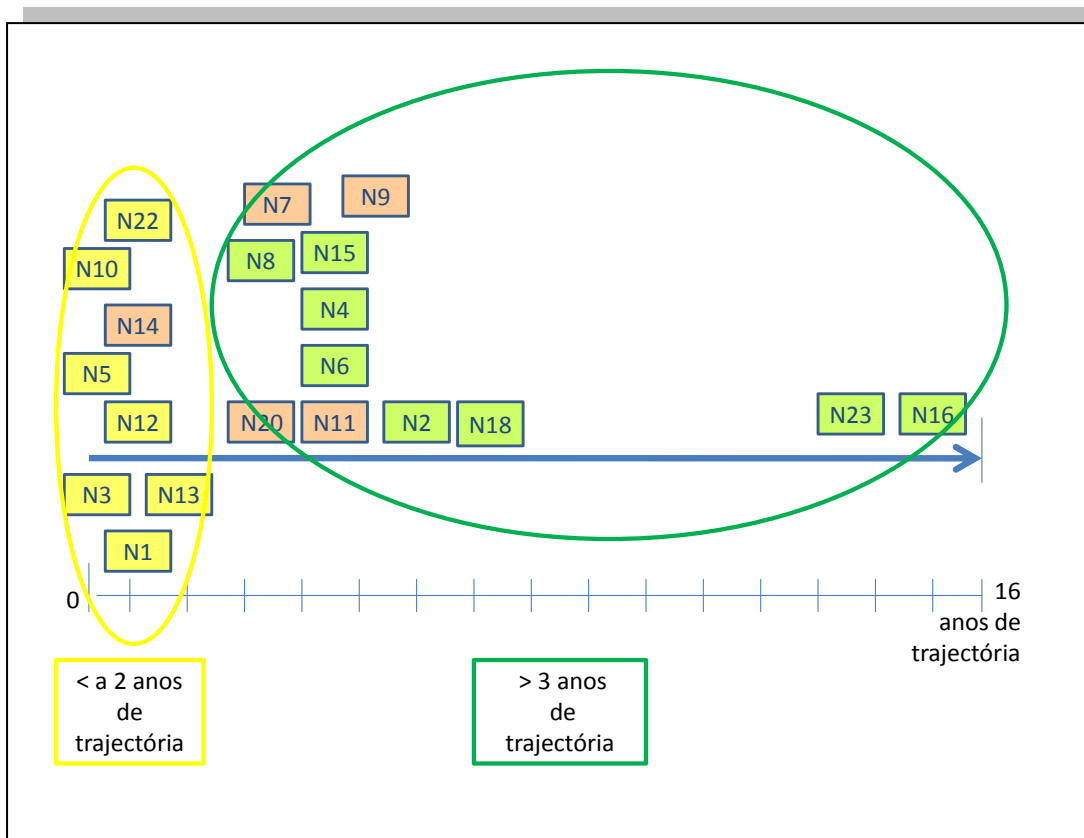 N7
N9
N22
N8
N15
N10
N4
N14
N6
N5
N12
N20
N11
N2
N18
N23
N16
N3
N13
N1
0
16
anos de
trajectória
< a 2 anos
de
trajectória
> 3 anos
de
trajectória